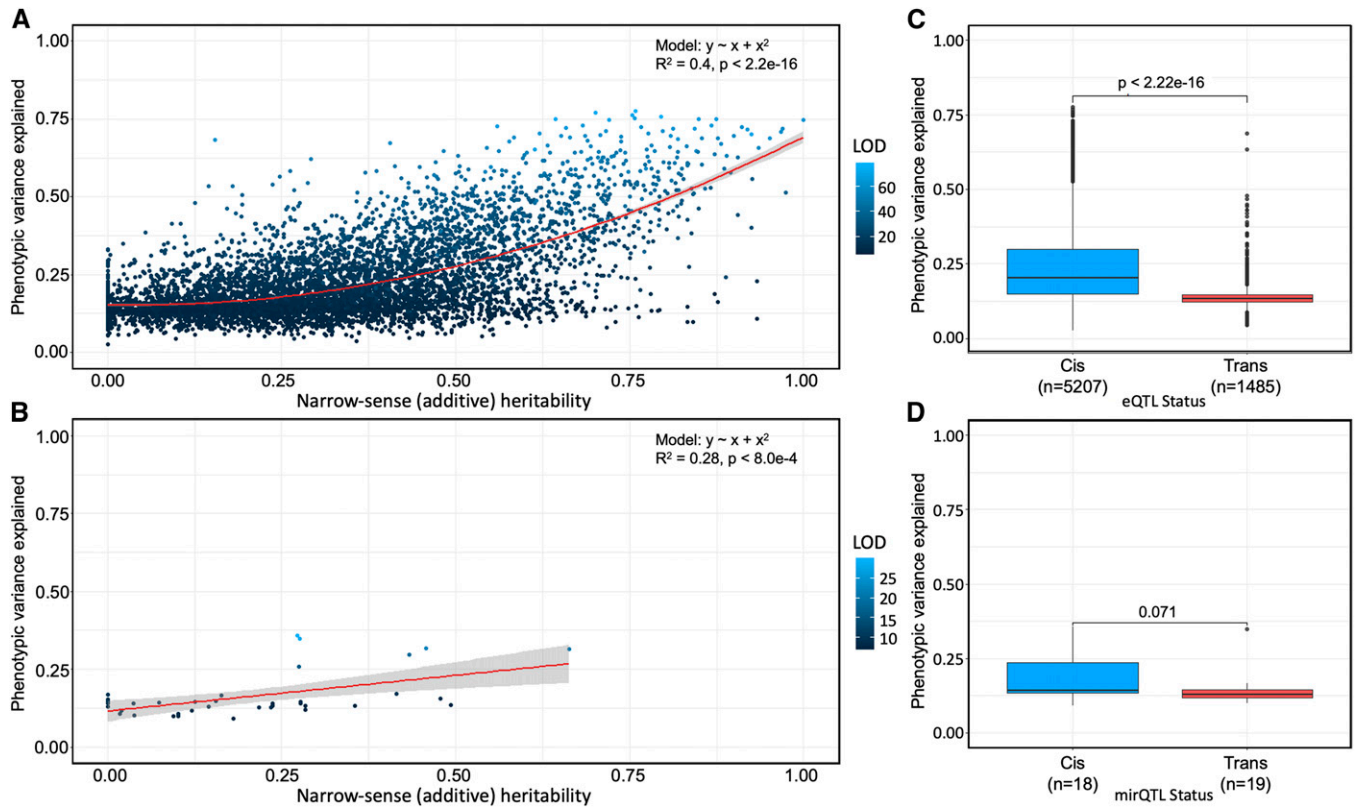 A
1.00
0.75
0.50
0.25
0.00
Phenotypic variance explained
Model: y ~ x + x²
R² = 0.4, p < 2.2e-16
0.00 0.25 0.50 0.75 1.00
Narrow-sense (additive) heritability
LOD
60
40
20
B
1.00
0.75
0.50
0.25
0.00
Phenotypic variance explained
Model: y ~ x + x²
R² = 0.28, p < 8.0e-4
0.00 0.25 0.50 0.75 1.00
Narrow-sense (additive) heritability
LOD
25
20
15
10
C
1.00
0.75
0.50
0.25
0.00
Phenotypic variance explained
p < 2.22e-16
Cis Trans
(n=5207) (n=1485)
eQTL Status
D
1.00
0.75
0.50
0.25
0.00
Phenotypic variance explained
0.071
Cis Trans
(n=18) (n=19)
mirQTL Status